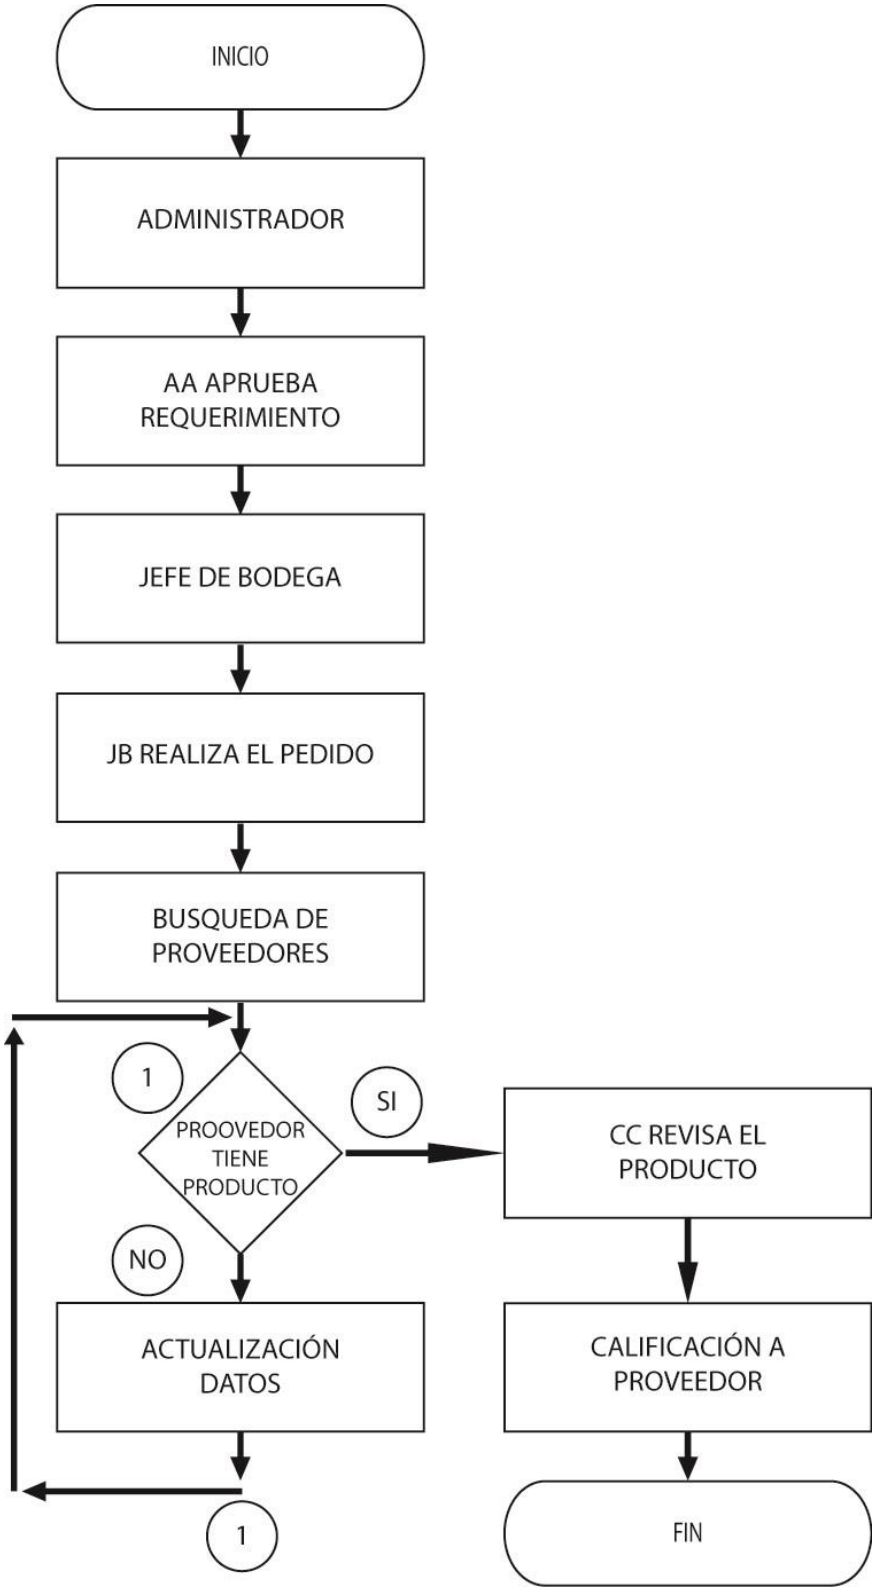 INICIO
ADMINISTRADOR
AA APRUEBA
REQUERIMIENTO
JEFE DE BODEGA
JB REALIZA EL PEDIDO
BUSQUEDA DE
PROVEEDORES
1
PROOVEDOR
TIENE
PRODUCTO
SI
CC REVISA EL
PRODUCTO
NO
ACTUALIZACIÓN
DATOS
1
CALIFICACIÓN A
PROVEEDOR
FIN